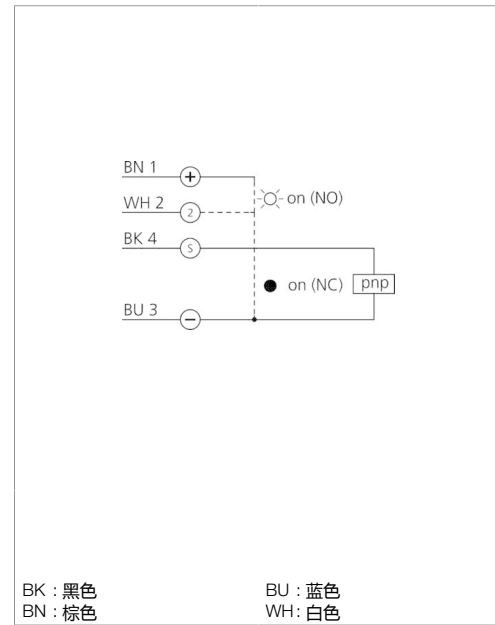 BN 1 +
WH 2 2 on (NO)
BK 4 S
on (NC) pnp
BU 3 −
BK : 黑色 BU : 蓝色
BN : 棕色 WH : 白色